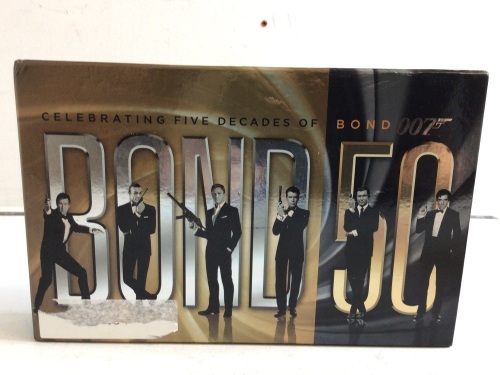 CELEBRATING FIVE DECADES OF BOND 007
BOND 50